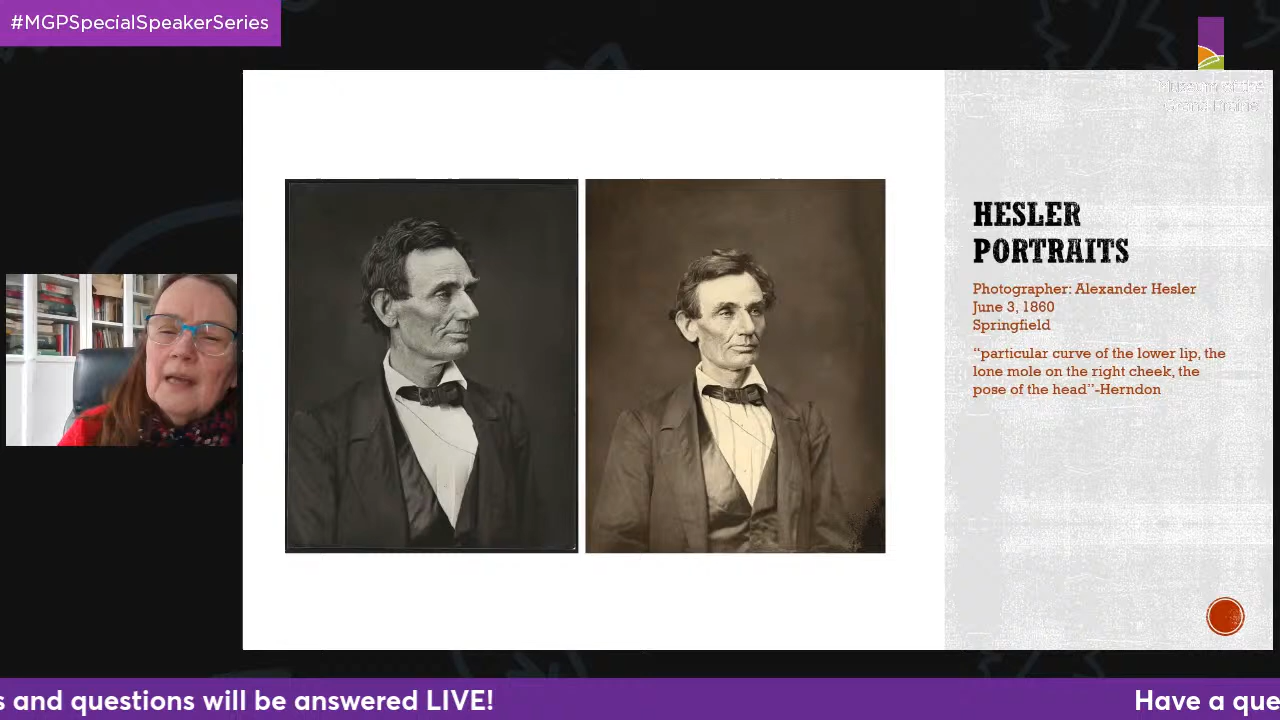 #MGPSpecialSpeakerSeries
HESLER
PORTRAITS
Photographer: Alexander Hesler
June 3, 1860
Springfield
“particular curve of the lower lip, the
lone mole on the right cheek, the
pose of the head”-Herndon
s and questions will be answered LIVE!
Have a que